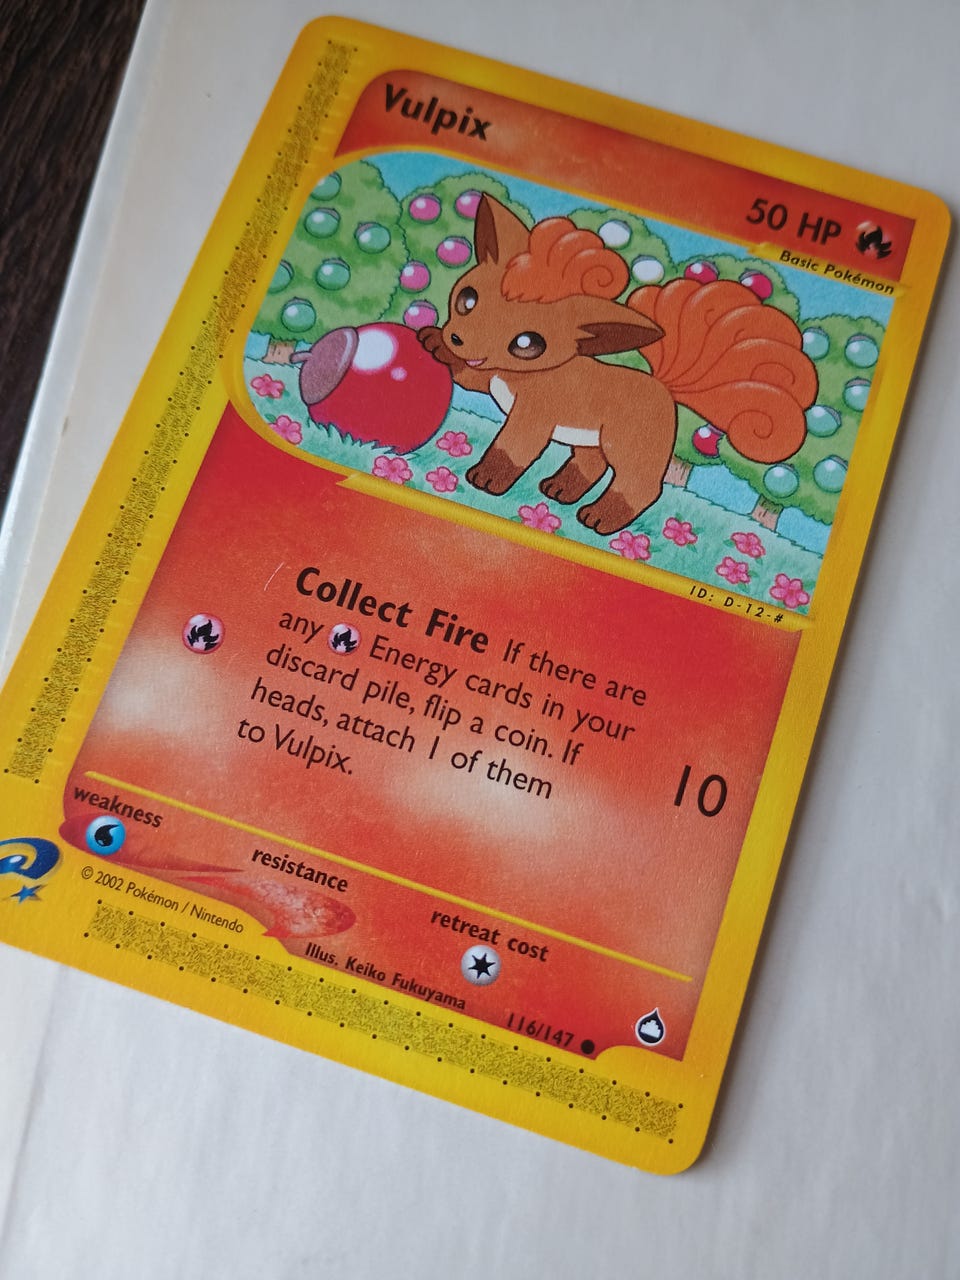 Vulpix
50 HP
Basic Pokémon
ID: D-12-#
Collect Fire If there are
any Energy cards in your
discard pile, flip a coin. If
heads, attach 1 of them
to Vulpix.
10
weakness
resistance
retreat cost
© 2002 Pokémon / Nintendo
Illus. Keiko Fukuyama
116/147